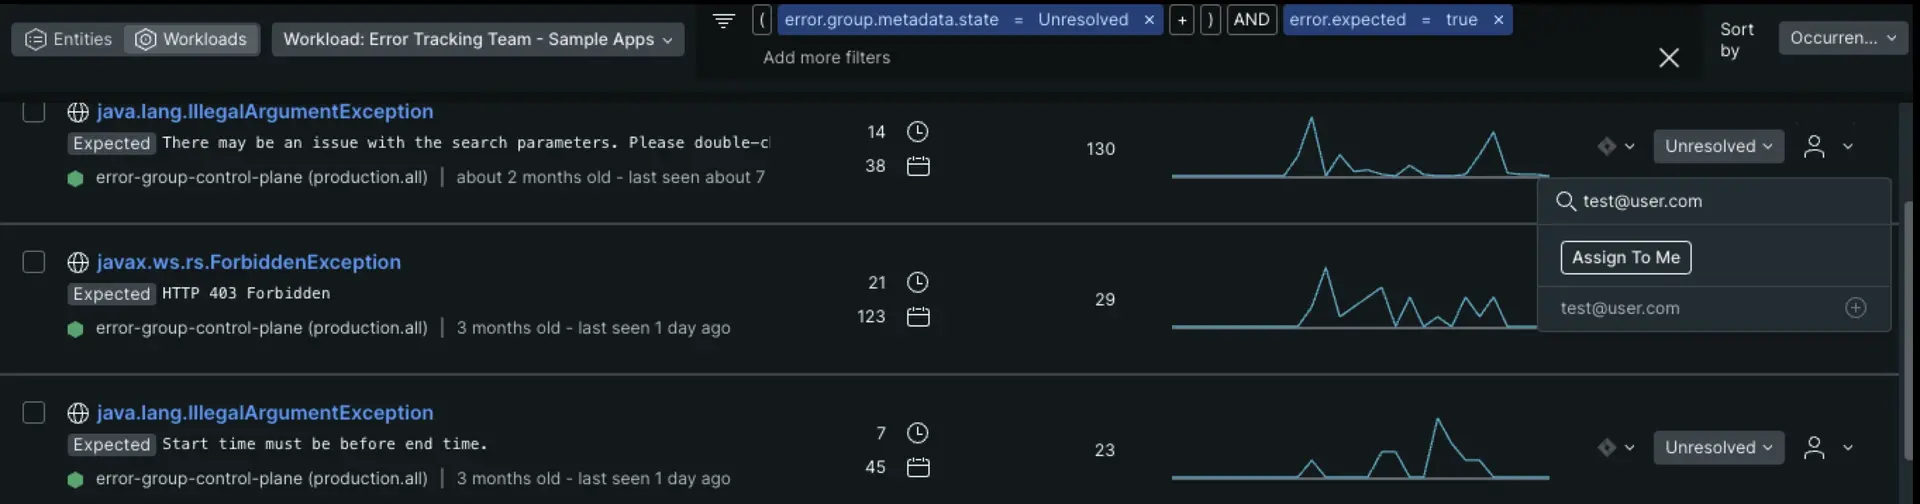 Entities Workloads Workload: Error Tracking Team - Sample Apps
( error.group.metadata.state = Unresolved × + ) AND error.expected = true ×
Add more filters
Sort by Occurren...
java.lang.IllegalArgumentException
Expected There may be an issue with the search parameters. Please double-cl
error-group-control-plane (production.all) | about 2 months old - last seen about 7
14
38
130
Unresolved
test@user.com
Assign To Me
test@user.com
javax.ws.rs.ForbiddenException
Expected HTTP 403 Forbidden
error-group-control-plane (production.all) | 3 months old - last seen 1 day ago
21
123
29
java.lang.IllegalArgumentException
Expected Start time must be before end time.
error-group-control-plane (production.all) | 3 months old - last seen 1 day ago
7
45
23
Unresolved